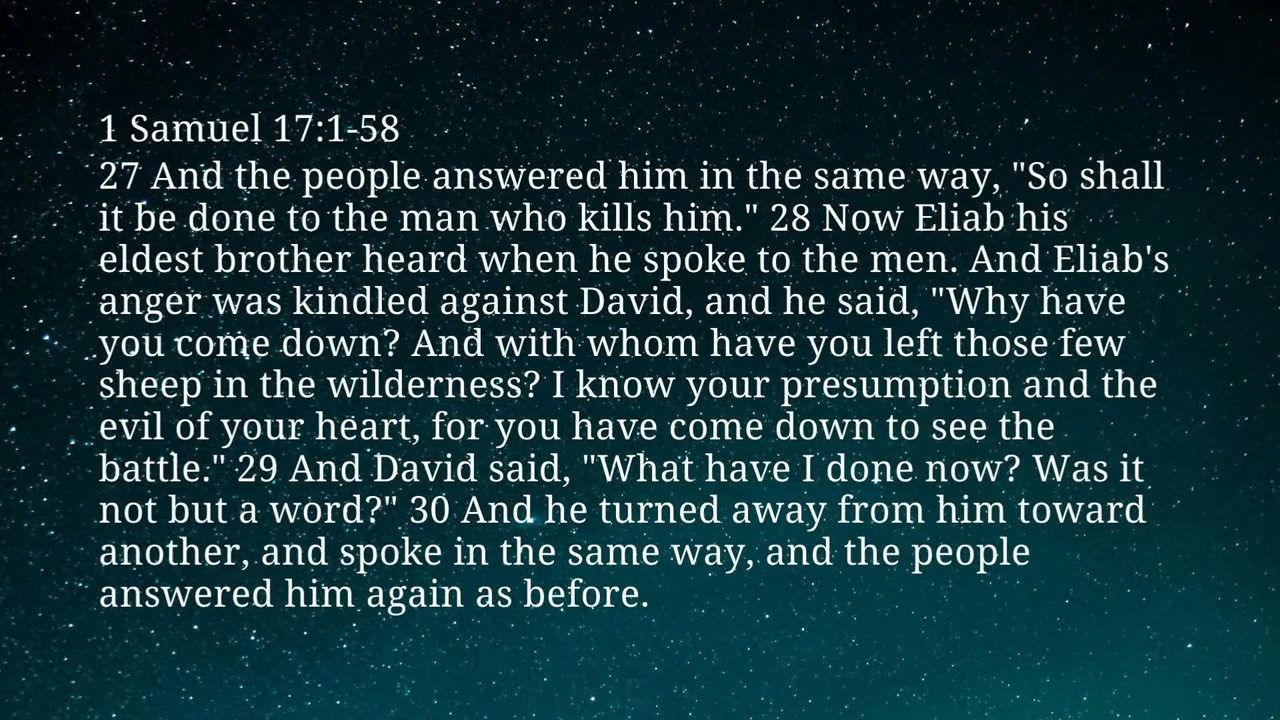 1 Samuel 17:1-58
27 And the people answered him in the same way, "So shall
it be done to the man who kills him." 28 Now Eliab his
eldest brother heard when he spoke to the men. And Eliab's
anger was kindled against David, and he said, "Why have
you come down? And with whom have you left those few
sheep in the wilderness? I know your presumption and the
evil of your heart, for you have come down to see the
battle." 29 And David said, "What have I done now? Was it
not but a word?" 30 And he turned away from him toward
another, and spoke in the same way, and the people
answered him again as before.